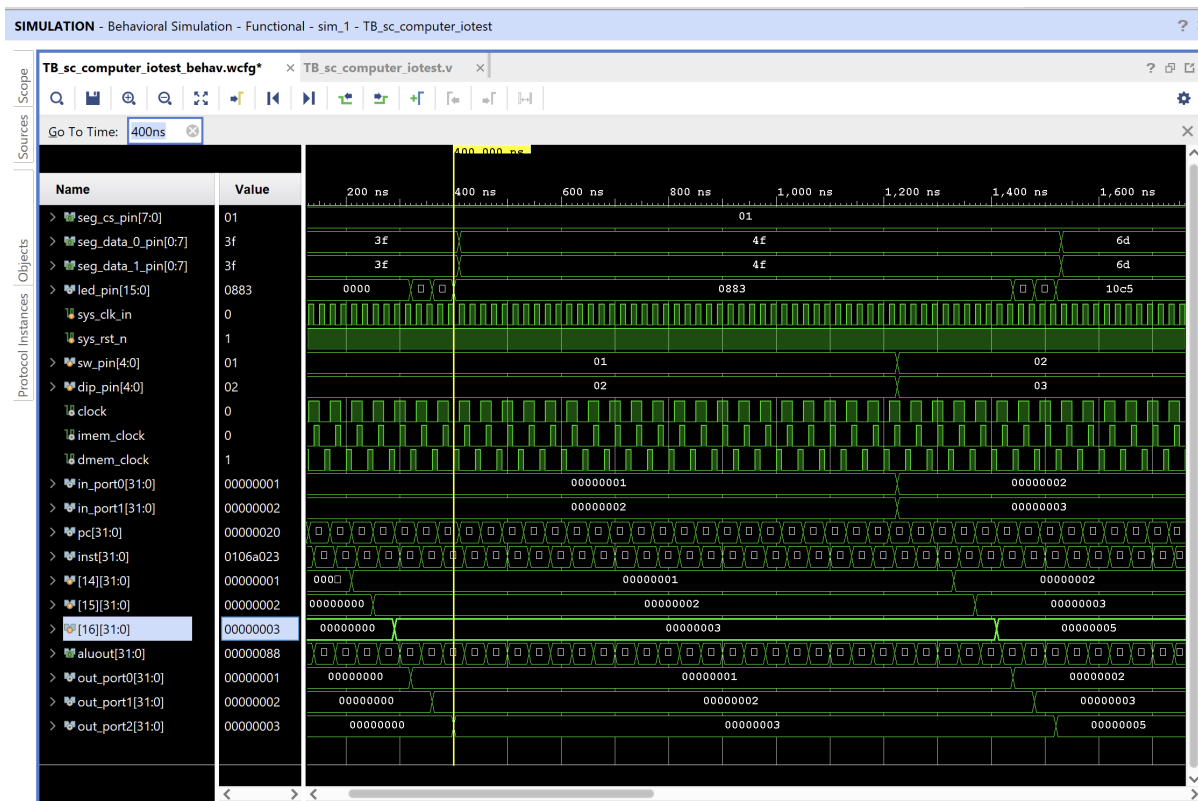 SIMULATION - Behavioral Simulation - Functional - sim_1 - TB_sc_computer_iotest ?
TB_sc_computer_iotest_behav.wcfg* × TB_sc_computer_iotest.v × ?
Scope
Sources
Objects
Protocol Instances
Go To Time: 400ns
400.000 ns
Name Value 200 ns 400 ns 600 ns 800 ns 1,000 ns 1,200 ns 1,400 ns 1,600 ns
seg_cs_pin[7:0] 01 01
seg_data_0_pin[0:7] 3f 3f 4f 6d
seg_data_1_pin[0:7] 3f 3f 4f 6d
led_pin[15:0] 0883 0000 0883 10c5
sys_clk_in 0
sys_rst_n 1
sw_pin[4:0] 01 01 02
dip_pin[4:0] 02 02 03
clock 0
imem_clock 0
dmem_clock 1
in_port0[31:0] 00000001 00000001 00000002
in_port1[31:0] 00000002 00000002 00000003
pc[31:0] 00000020
inst[31:0] 0106a023
[14][31:0] 00000001 000 00000001 00000002
[15][31:0] 00000002 00000000 00000002 00000003
[16][31:0] 00000003 00000000 00000003 00000005
aluout[31:0] 00000088
out_port0[31:0] 00000001 00000000 00000001 00000002
out_port1[31:0] 00000002 00000000 00000002 00000003
out_port2[31:0] 00000003 00000000 00000003 00000005